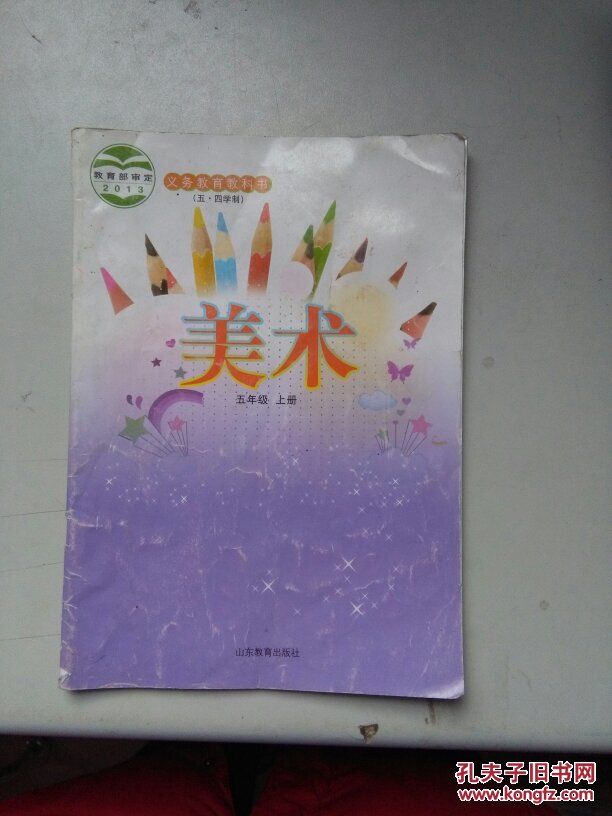 教育部审定
2013
义务教育教科书
（五·四学制）
美术
五年级 上册
山东教育出版社
孔夫子旧书网
www.kongfz.com